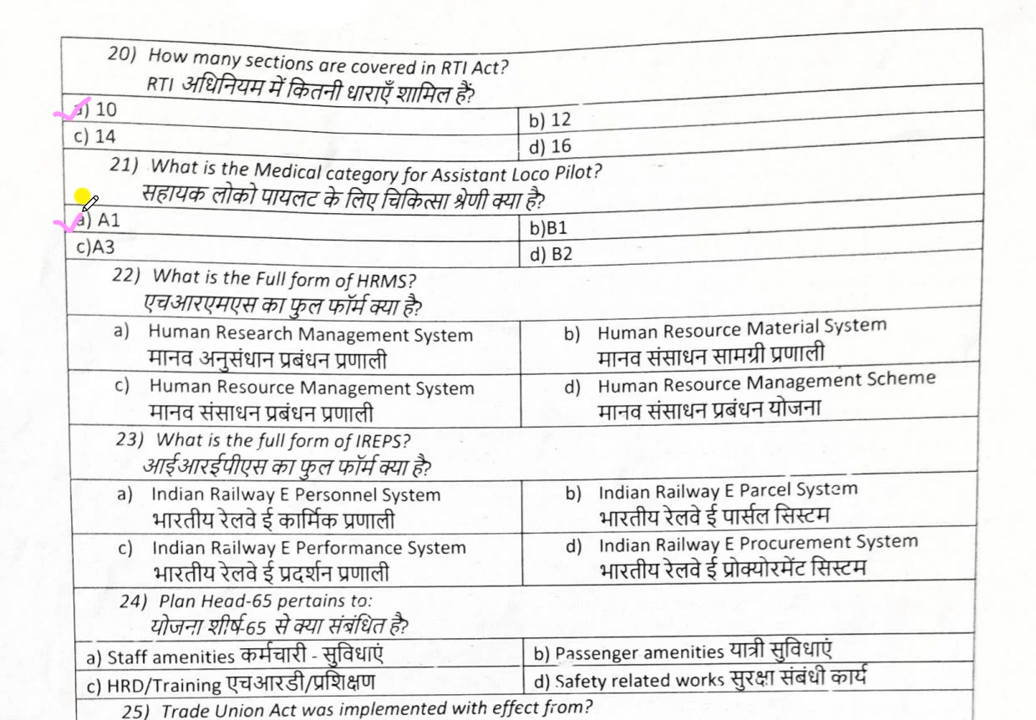 20) How many sections are covered in RTI Act?
RTI अधिनियम में कितनी धाराएँ शामिल हैं?
a) 10
b) 12
c) 14
d) 16
21) What is the Medical category for Assistant Loco Pilot?
सहायक लोको पायलट के लिए चिकित्सा श्रेणी क्या है?
a) A1
b)B1
c)A3
d) B2
22) What is the Full form of HRMS?
एचआरएमएस का फुल फॉर्म क्या है?
a) Human Research Management System
मानव अनुसंधान प्रबंधन प्रणाली
b) Human Resource Material System
मानव संसाधन सामग्री प्रणाली
c) Human Resource Management System
मानव संसाधन प्रबंधन प्रणाली
d) Human Resource Management Scheme
मानव संसाधन प्रबंधन योजना
23) What is the full form of IREPS?
आईआरईपीएस का फुल फॉर्म क्या है?
a) Indian Railway E Personnel System
भारतीय रेलवे ई कार्मिक प्रणाली
b) Indian Railway E Parcel System
भारतीय रेलवे ई पार्सल सिस्टम
c) Indian Railway E Performance System
भारतीय रेलवे ई प्रदर्शन प्रणाली
d) Indian Railway E Procurement System
भारतीय रेलवे ई प्रोक्योरमेंट सिस्टम
24) Plan Head-65 pertains to:
योजना शीर्ष-65 से क्या संबंधित है?
a) Staff amenities कर्मचारी - सुविधाएं
b) Passenger amenities यात्री सुविधाएं
c) HRD/Training एचआरडी/प्रशिक्षण
d) Safety related works सुरक्षा संबंधी कार्य
25) Trade Union Act was implemented with effect from?